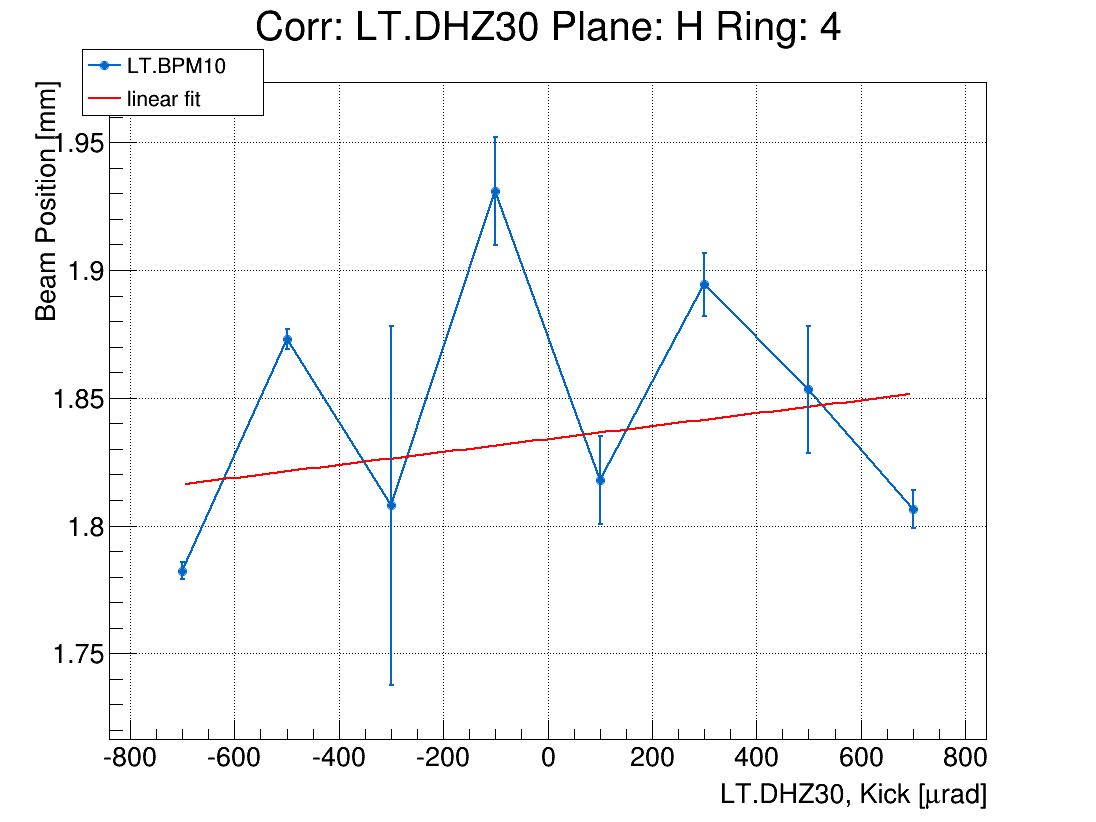 Corr: LT.DHZ30 Plane: H Ring: 4
LT.BPM10
linear fit
Beam Position [mm]
1.95
1.9
1.85
1.8
1.75
-800 -600 -400 -200 0 200 400 600 800
LT.DHZ30, Kick [μrad]